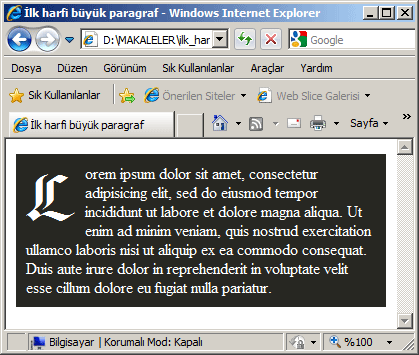 İlk harfi büyük paragraf - Windows Internet Explorer
D:\MAKALELER\ilk_har
Google
Dosya Düzen Görünüm Sık Kullanılanlar Araçlar Yardım
Sık Kullanılanlar Önerilen Siteler Web Slice Galerisi
İlk harfi büyük paragraf Sayfa
Lorem ipsum dolor sit amet, consectetur
adipisicing elit, sed do eiusmod tempor
incididunt ut labore et dolore magna aliqua. Ut
enim ad minim veniam, quis nostrud exercitation
ullamco laboris nisi ut aliquip ex ea commodo consequat.
Duis aute irure dolor in reprehenderit in voluptate velit
esse cillum dolore eu fugiat nulla pariatur.
Bilgisayar | Korumalı Mod: Kapalı %100